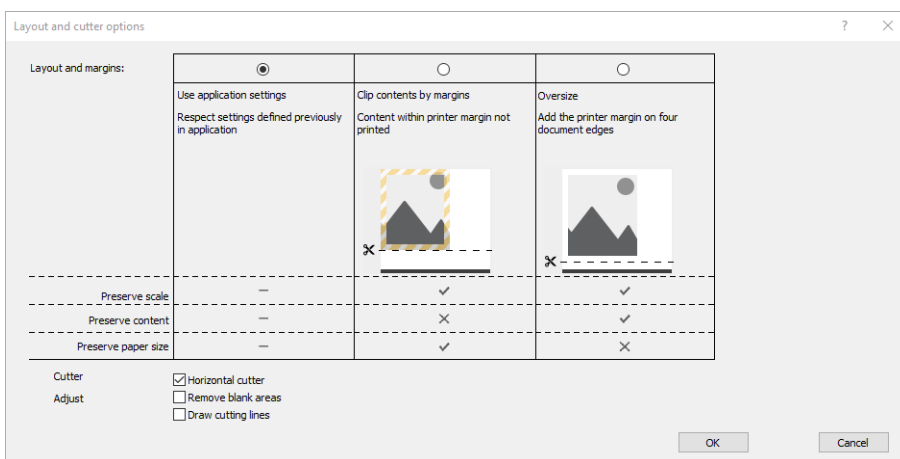 Layout and cutter options ?
Layout and margins:
Use application settings
Respect settings defined previously
in application
Clip contents by margins
Content within printer margin not
printed
Oversize
Add the printer margin on four
document edges
Preserve scale
Preserve content
Preserve paper size
Cutter
Horizontal cutter
Adjust
Remove blank areas
Draw cutting lines
OK Cancel